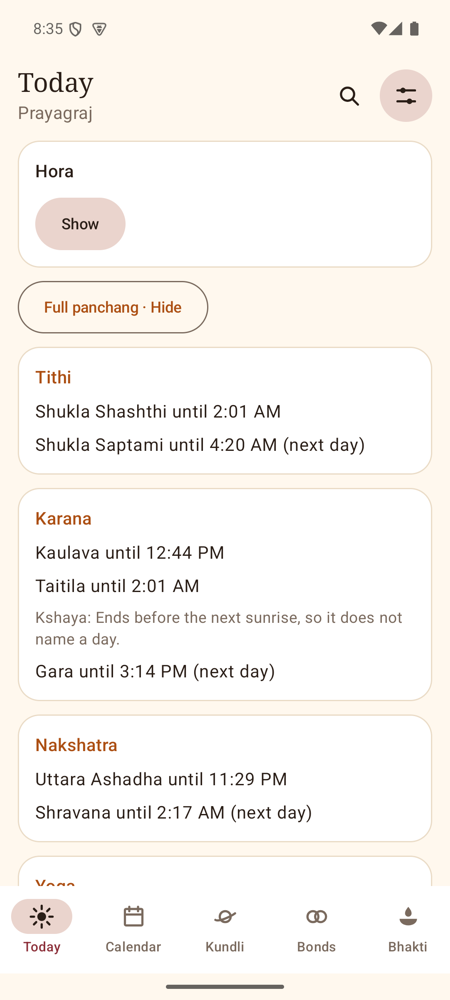 8:35
Today
Prayagraj
Hora
Show
Full panchang · Hide
Tithi
Shukla Shashthi until 2:01 AM
Shukla Saptami until 4:20 AM (next day)
Karana
Kaulava until 12:44 PM
Taitila until 2:01 AM
Kshaya: Ends before the next sunrise, so it does not
name a day.
Gara until 3:14 PM (next day)
Nakshatra
Uttara Ashadha until 11:29 PM
Shravana until 2:17 AM (next day)
Yoga
Today
Calendar
Kundli
Bonds
Bhakti